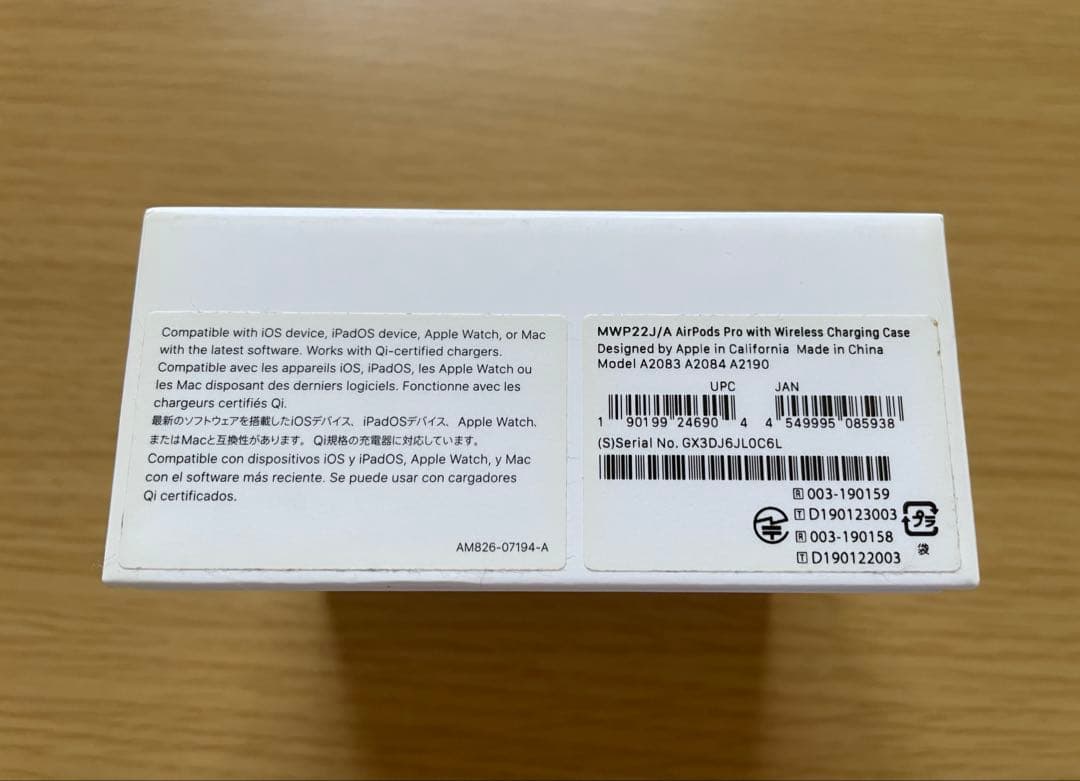 Compatible with iOS device, iPadOS device, Apple Watch, or Mac
with the latest software. Works with Qi-certified chargers.
Compatible avec les appareils iOS, iPadOS, les Apple Watch ou
les Mac disposant des derniers logiciels. Fonctionne avec les
chargeurs certifiés Qi.
最新のソフトウェアを搭載したiOSデバイス、iPadOSデバイス、Apple Watch、
またはMacと互換性があります。Qi規格の充電器に対応しています。
Compatible con dispositivos iOS y iPadOS, Apple Watch, y Mac
con el software más reciente. Se puede usar con cargadores
Qi certificados.
AM826-07194-A
MWP22J/A AirPods Pro with Wireless Charging Case
Designed by Apple in California Made in China
Model A2083 A2084 A2190
UPC JAN
1 90199 24690 4 4 549995 085938
(S)Serial No. GX3DJ6JL0C6L
R 003-190159
T D190123003
R 003-190158
T D190122003
プラ
袋